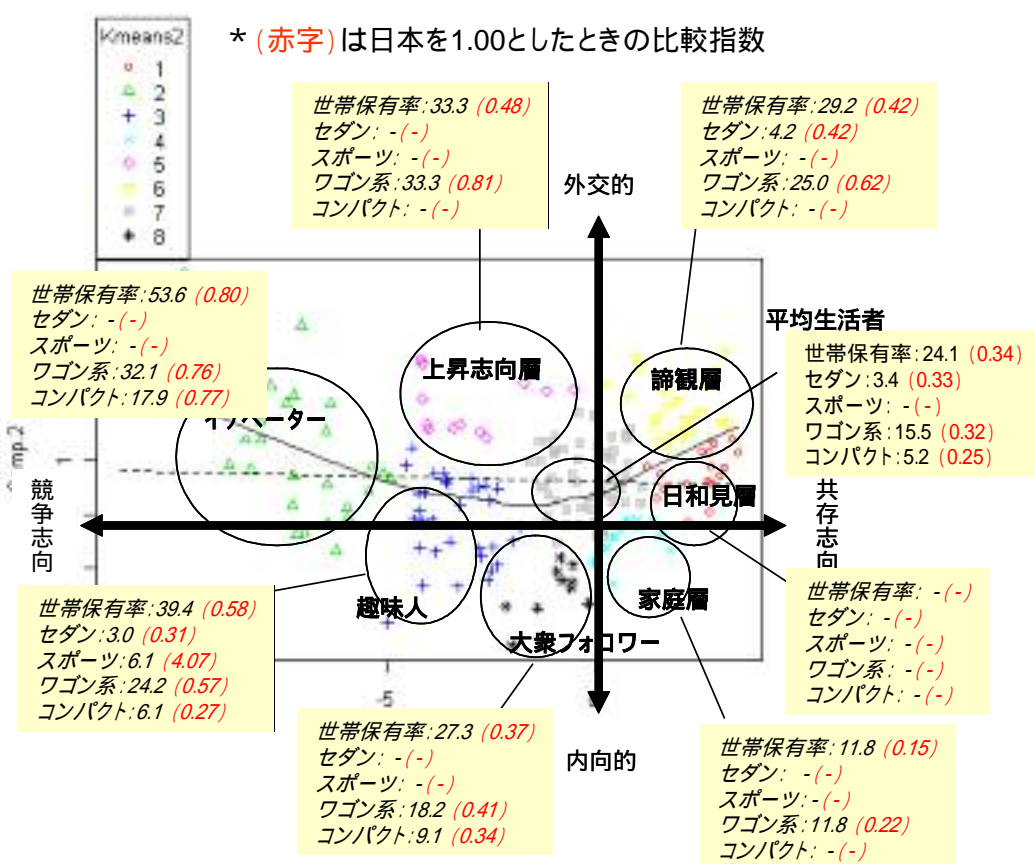 Kmeans2
1
2
3
4
5
6
7
8
* (赤字)は日本を1.00としたときの比較指数
世帯保有率:33.3 (0.48)
セダン: -(-)
スポーツ: -(-)
ワゴン系:33.3 (0.81)
コンパクト: -(-)
世帯保有率:29.2 (0.42)
セダン:4.2 (0.42)
スポーツ: -(-)
ワゴン系:25.0 (0.62)
コンパクト: -(-)
外交的
世帯保有率:53.6 (0.80)
セダン: -(-)
スポーツ: -(-)
ワゴン系:32.1 (0.76)
コンパクト:17.9 (0.77)
平均生活者
世帯保有率:24.1 (0.34)
セダン:3.4 (0.33)
スポーツ: -(-)
ワゴン系:15.5 (0.32)
コンパクト:5.2 (0.25)
上昇志向層
諦観層
イノベーター
mp.2
1
競争志向
日和見層
共存志向
世帯保有率:39.4 (0.58)
セダン:3.0 (0.31)
スポーツ:6.1 (4.07)
ワゴン系:24.2 (0.57)
コンパクト:6.1 (0.27)
趣味人
大衆フォロワー
家庭層
世帯保有率: -(-)
セダン: -(-)
スポーツ: -(-)
ワゴン系: -(-)
コンパクト: -(-)
-5
世帯保有率:27.3 (0.37)
セダン: -(-)
スポーツ: -(-)
ワゴン系:18.2 (0.41)
コンパクト:9.1 (0.34)
内向的
世帯保有率:11.8 (0.15)
セダン: -(-)
スポーツ: -(-)
ワゴン系:11.8 (0.22)
コンパクト: -(-)